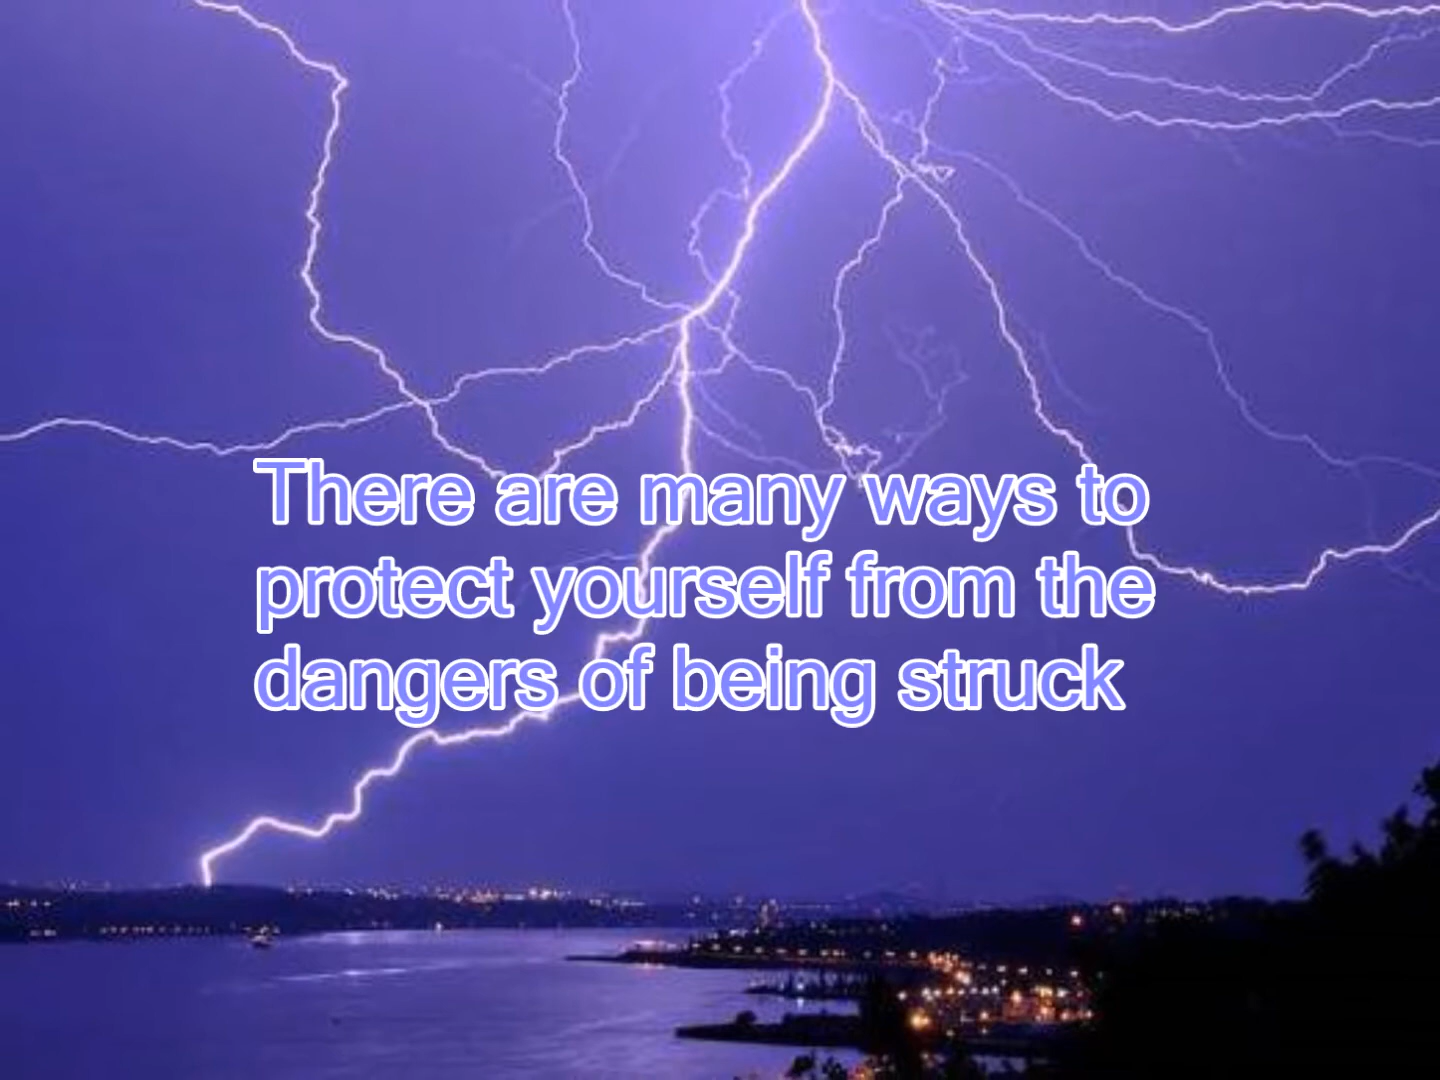 There are many ways to
protect yourself from the
dangers of being struck